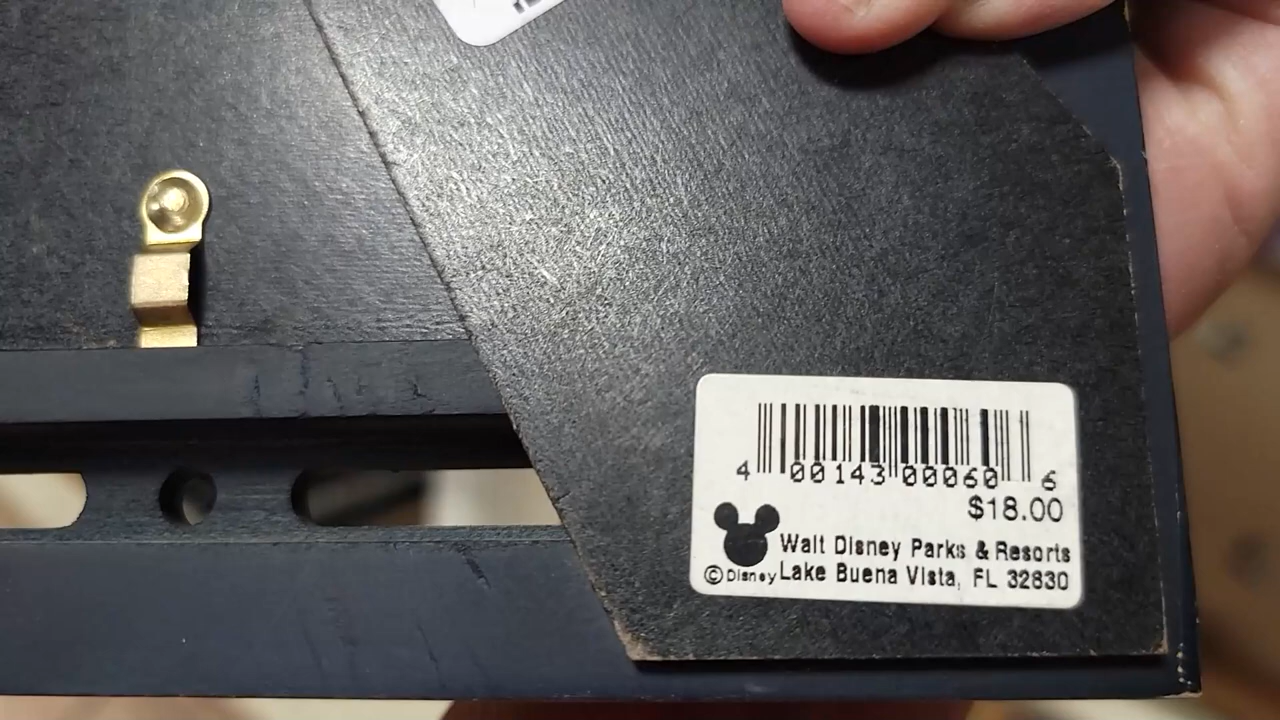 4 00143 00060 6
$18.00
Walt Disney Parks & Resorts
©Disney Lake Buena Vista, FL 32830